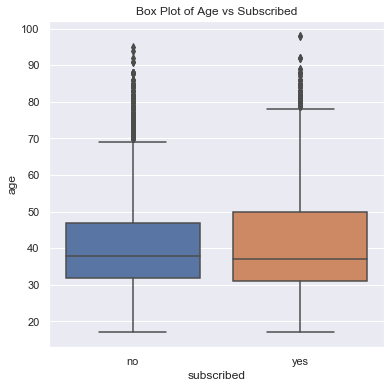 Box Plot of Age vs Subscribed
100
90
80
70
60
50
40
30
20
age
no
yes
subscribed